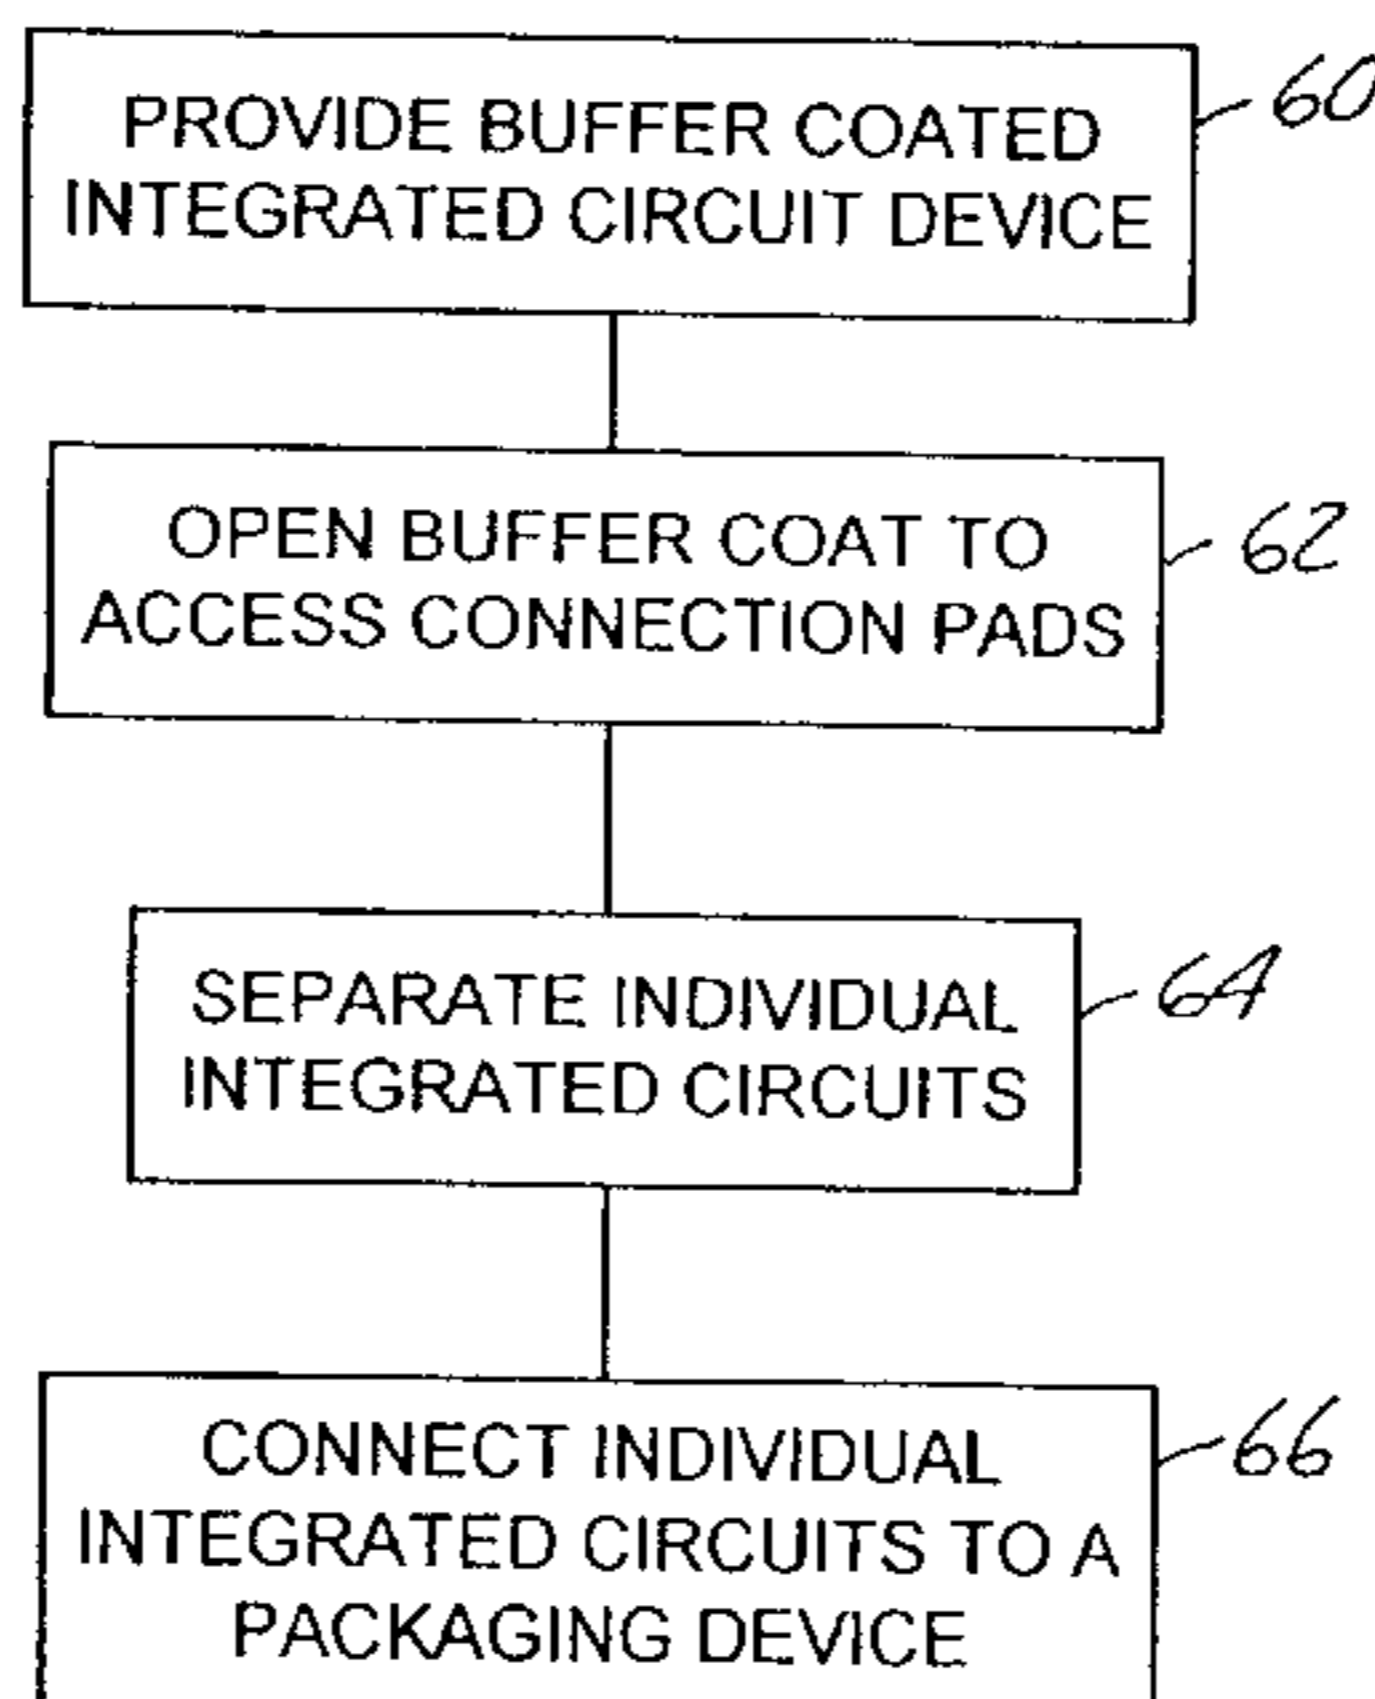 PROVIDE BUFFER COATED
INTEGRATED CIRCUIT DEVICE
60
OPEN BUFFER COAT TO
ACCESS CONNECTION PADS
62
SEPARATE INDIVIDUAL
INTEGRATED CIRCUITS
64
CONNECT INDIVIDUAL
INTEGRATED CIRCUITS TO A
PACKAGING DEVICE
66